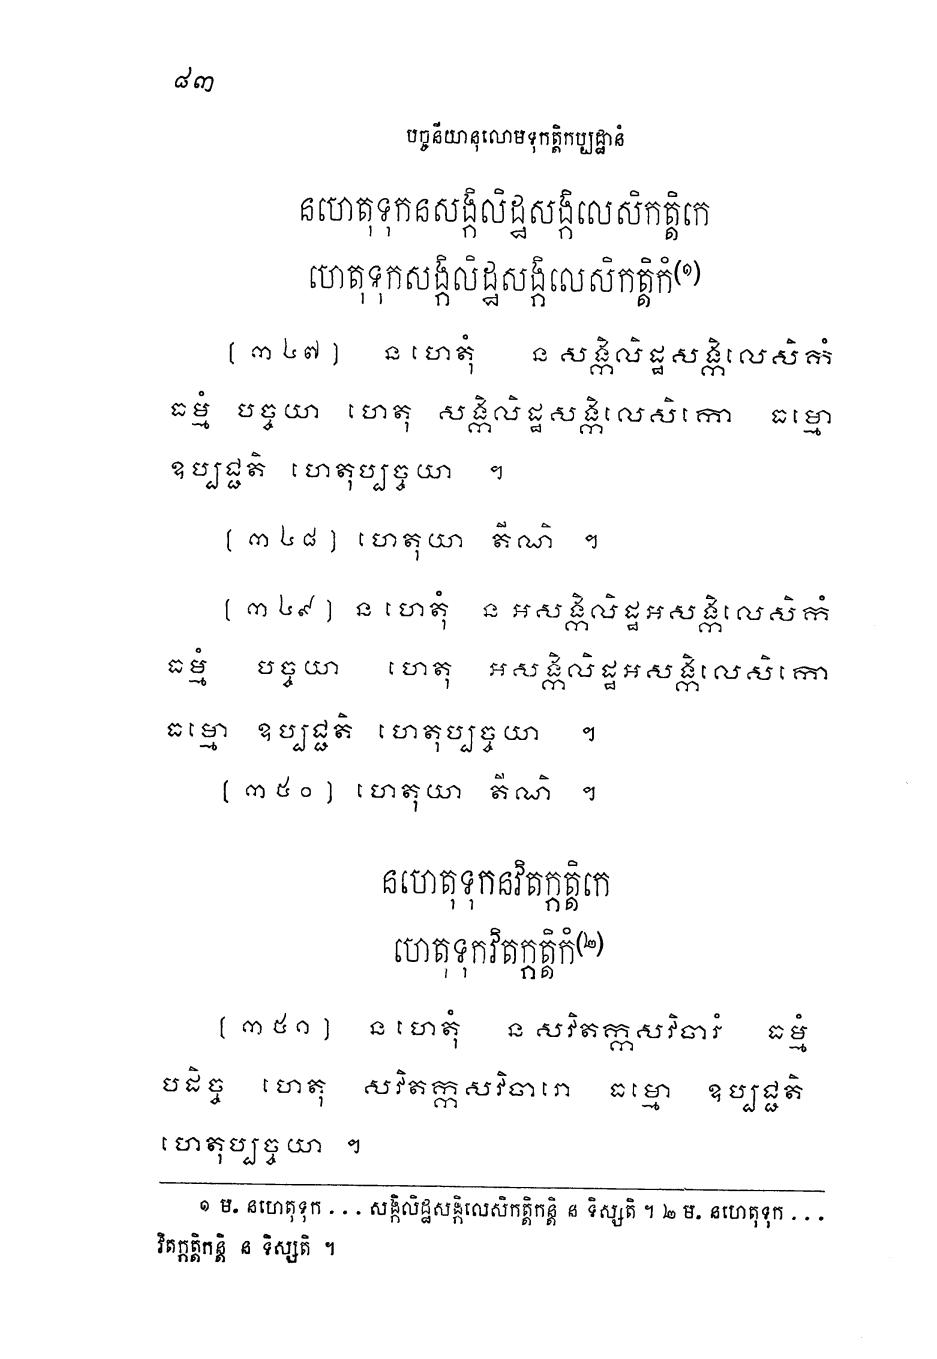 ៨៣
បច្ចនីយានុលោមទុកត្តិកប្បដ្ឋានំ
នហេតុទុកនសង្កិលិដ្ឋសង្កិលេសិកត្តិកេ
ហេតុទុកសង្កិលិដ្ឋសង្កិលេសិកត្តិកំ(១)
[៣៤៧] នហេតុំ នសង្កិលិដ្ឋសង្កិលេសិកំ
ធម្មំ បច្ចយា ហេតុ សង្កិលិដ្ឋសង្កិលេសិកោ ធម្មោ
ឧប្បជ្ជតិ ហេតុប្បច្ចយា ។
[៣៤៨] ហេតុយា តីណិ ។
[៣៤៩] នហេតុំ នអសង្កិលិដ្ឋអសង្កិលេសិកំ
ធម្មំ បច្ចយា ហេតុ អសង្កិលិដ្ឋអសង្កិលេសិកោ
ធម្មោ ឧប្បជ្ជតិ ហេតុប្បច្ចយា ។
[៣៥០] ហេតុយា តីណិ ។
នហេតុទុកនវិតក្កត្តិកេ
ហេតុទុកវិតក្កត្តិកំ(២)
[៣៥១] នហេតុំ នសវិតក្កសវិចារំ ធម្មំ
បដិច្ច ហេតុ សវិតក្កសវិចារោ ធម្មោ ឧប្បជ្ជតិ
ហេតុប្បច្ចយា ។
១ ម. នហេតុទុក ... សង្កិលិដ្ឋសង្កិលេសិកត្តិកន្តិ ន ទិស្សតិ ។ ២ ម. នហេតុទុក ...
វិតក្កត្តិកន្តិ ន ទិស្សតិ ។